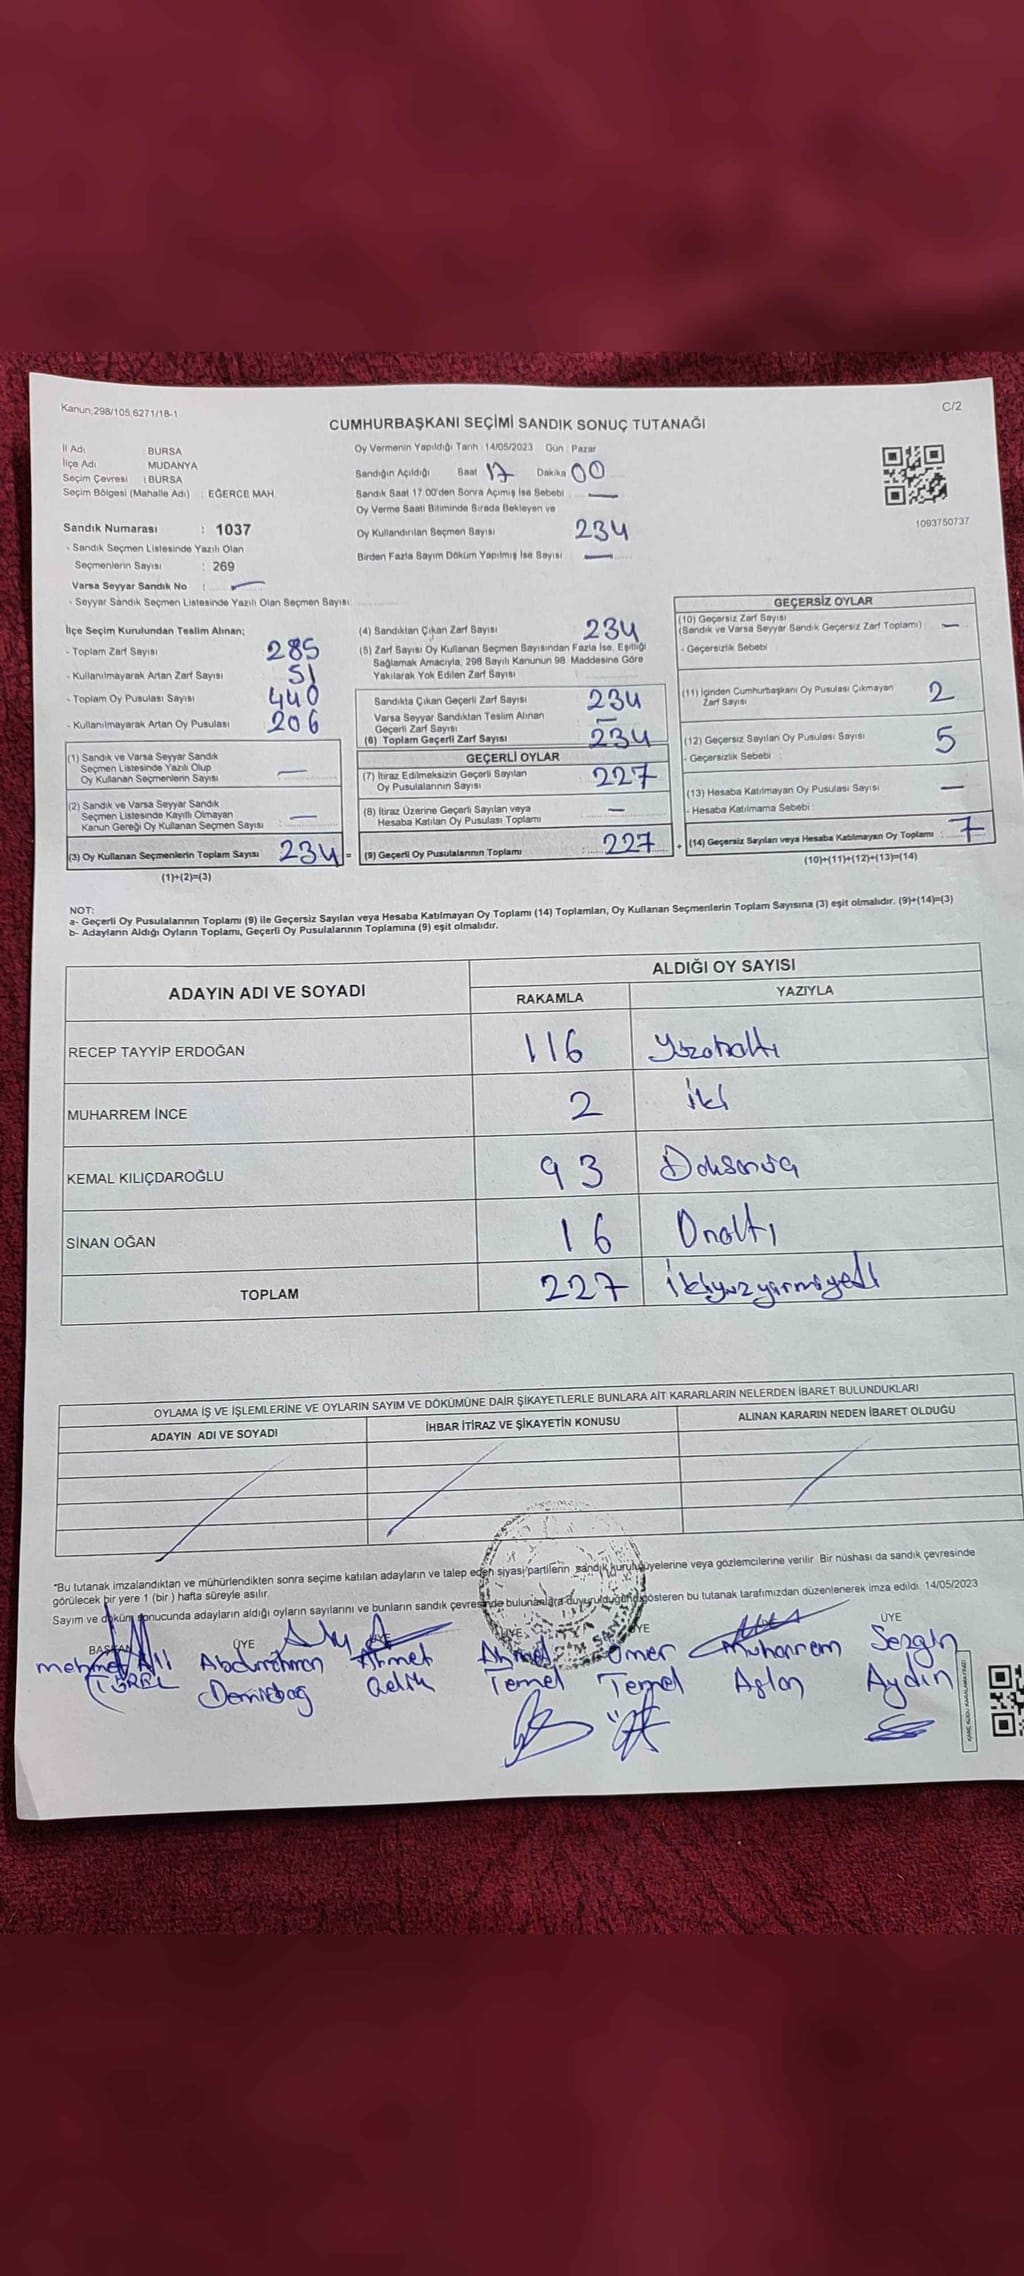 Kanun;298/105,6271/18-1
C/2
CUMHURBAŞKANI SEÇİMİ SANDIK SONUÇ TUTANAĞI
İl Adı : BURSA
İlçe Adı : MUDANYA
Seçim Çevresi : BURSA
Seçim Bölgesi (Mahalle Adı) : EĞERCE MAH.
Sandık Numarası : 1037
- Sandık Seçmen Listesinde Yazılı Olan
Seçmenlerin Sayısı : 269
Varsa Seyyar Sandık No : —
- Seyyar Sandık Seçmen Listesinde Yazılı Olan Seçmen Sayısı:
Oy Vermenin Yapıldığı Tarih : 14/05/2023 Gün : Pazar
Sandığın Açıldığı Saat 17 Dakika 00
Sandık Saat 17.00'den Sonra Açımış İse Sebebi : —
Oy Verme Saati Bitiminde Sırada Bekleyen ve
Oy Kullandırılan Seçmen Sayısı 234
Birden Fazla Sayım Döküm Yapılmış İse Sayısı : —
1093750737
İlçe Seçim Kurulundan Teslim Alınan;
- Toplam Zarf Sayısı 285
- Kullanılmayarak Artan Zarf Sayısı 51
- Toplam Oy Pusulası Sayısı 440
- Kullanılmayarak Artan Oy Pusulası 206
(1) Sandık ve Varsa Seyyar Sandık
Seçmen Listesinde Yazılı Olup
Oy Kullanan Seçmenlerin Sayısı —
(2) Sandık ve Varsa Seyyar Sandık
Seçmen Listesinde Kayıtlı Olmayan
Kanun Gereği Oy Kullanan Seçmen Sayısı : —
(3) Oy Kullanan Seçmenlerin Toplam Sayısı : 234 =
(1)+(2)=(3)
(4) Sandıktan Çıkan Zarf Sayısı 234
(5) Zarf Sayısı Oy Kullanan Seçmen Sayısından Fazla İse, Eşitliği
Sağlamak Amacıyla, 298 Sayılı Kanunun 98. Maddesine Göre
Yakılarak Yok Edilen Zarf Sayısı
Sandıkta Çıkan Geçerli Zarf Sayısı 234
Varsa Seyyar Sandıktan Teslim Alınan
Geçerli Zarf Sayısı —
(6) Toplam Geçerli Zarf Sayısı 234
GEÇERLİ OYLAR
(7) İtiraz Edilmeksizin Geçerli Sayılan
Oy Pusulalarının Sayısı 227
(8) İtiraz Üzerine Geçerli Sayılan veya
Hesaba Katılan Oy Pusulası Toplamı —
(9) Geçerli Oy Pusulalarının Toplamı : 227 +
GEÇERSİZ OYLAR
(10) Geçersiz Zarf Sayısı
(Sandık ve Varsa Seyyar Sandık Geçersiz Zarf Toplamı) : —
- Geçersizlik Sebebi
(11) İçinden Cumhurbaşkanı Oy Pusulası Çıkmayan
Zarf Sayısı 2
(12) Geçersiz Sayılan Oy Pusulası Sayısı 5
- Geçersizlik Sebebi :
(13) Hesaba Katılmayan Oy Pusulası Sayısı —
- Hesaba Katılmama Sebebi :
(14) Geçersiz Sayılan veya Hesaba Katılmayan Oy Toplamı : 7
(10)+(11)+(12)+(13)=(14)
NOT:
a- Geçerli Oy Pusulalarının Toplamı (9) ile Geçersiz Sayılan veya Hesaba Katılmayan Oy Toplamı (14) Toplamları, Oy Kullanan Seçmenlerin Toplam Sayısına (3) eşit olmalıdır. (9)+(14)=(3)
b- Adayların Aldığı Oyların Toplamı, Geçerli Oy Pusulalarının Toplamına (9) eşit olmalıdır.
ADAYIN ADI VE SOYADI
ALDIĞI OY SAYISI
RAKAMLA
YAZIYLA
RECEP TAYYİP ERDOĞAN 116
MUHARREM İNCE 2 İki
KEMAL KILIÇDAROĞLU 93 Doksanüç
SİNAN OĞAN 16 Onaltı
TOPLAM 227 İkiyuzyirmiyedi
OYLAMA İŞ VE İŞLEMLERİNE VE OYLARIN SAYIM VE DÖKÜMÜNE DAİR ŞİKAYETLERLE BUNLARA AİT KARARLARIN NELERDEN İBARET BULUNDUKLARI
ADAYIN ADI VE SOYADI
İHBAR İTİRAZ VE ŞİKAYETİN KONUSU
ALINAN KARARIN NEDEN İBARET OLDUĞU
"Bu tutanak imzalandıktan ve mühürlendikten sonra seçime katılan adayların ve talep eden siyasi partilerin sandık kurulu üyelerine veya gözlemcilerine verilir. Bir nüshası da sandık çevresinde
görülecek bir yere 1 (bir) hafta süreyle asılır.
Sayım ve döküm sonucunda adayların aldığı oyların sayılarını ve bunların sandık çevresinde bulunanlara duyurulduğunu gösteren bu tutanak tarafımızdan düzenlenerek imza edildi. 14/05/2023
BAŞKAN ÜYE ÜYE ÜYE ÜYE ÜYE
Mehmet Ali Abdurrahman Ahmet Ahmet Ömer Muharrem Sezgin
TÜREL Demirbağ Çelik Temel Temel Aslan Aydın